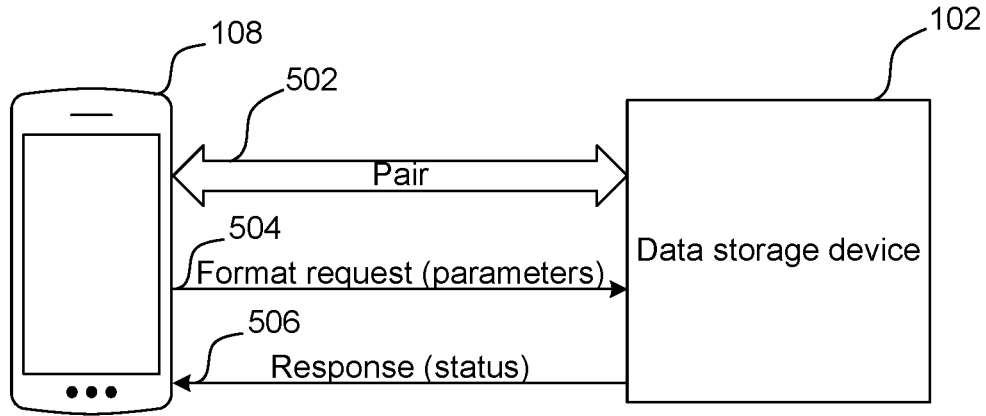 108
102
502
Pair
504
Format request (parameters)
Data storage device
506
Response (status)